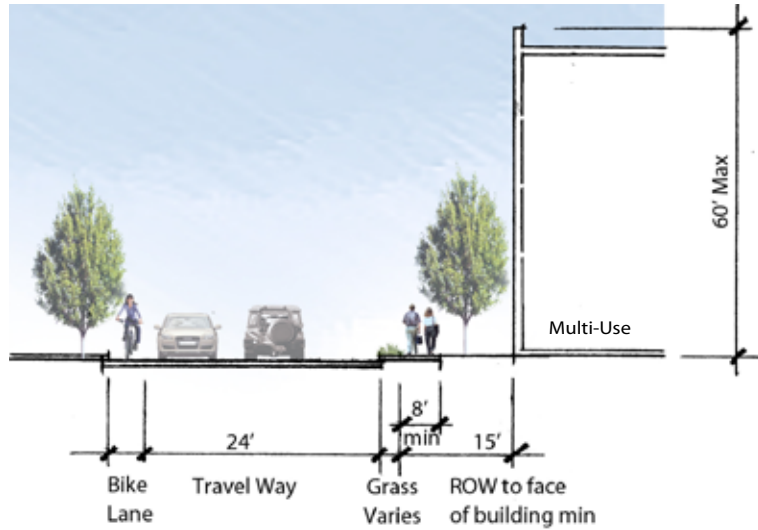 60' Max
Multi-Use
8'
min
24'
15'
Bike
Lane
Travel Way
Grass
Varies
ROW to face
of building min